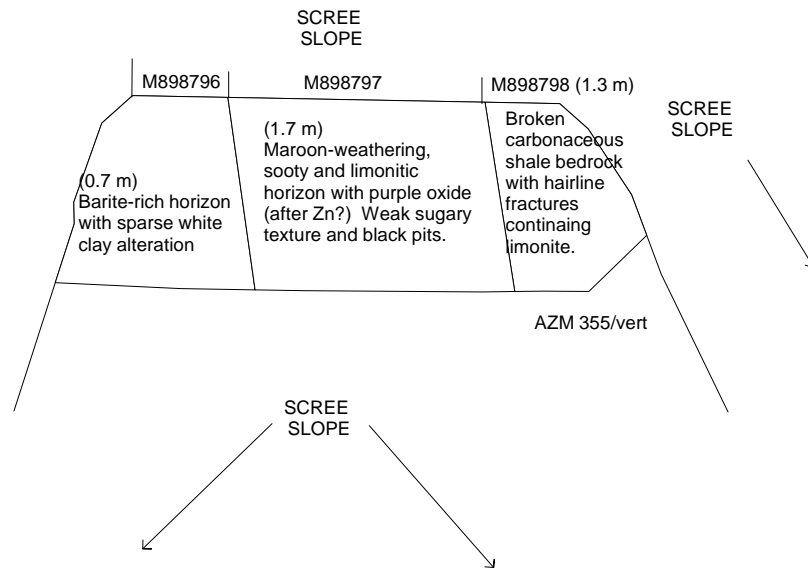 SCREE
SLOPE
M898796
M898797
M898798 (1.3 m)
SCREE
SLOPE
(0.7 m)
Barite-rich horizon
with sparse white
clay alteration
(1.7 m)
Maroon-weathering,
sooty and limonitic
horizon with purple oxide
(after Zn?) Weak sugary
texture and black pits.
Broken
carbonaceous
shale bedrock
with hairline
fractures
continaing
limonite.
AZM 355/vert
SCREE
SLOPE